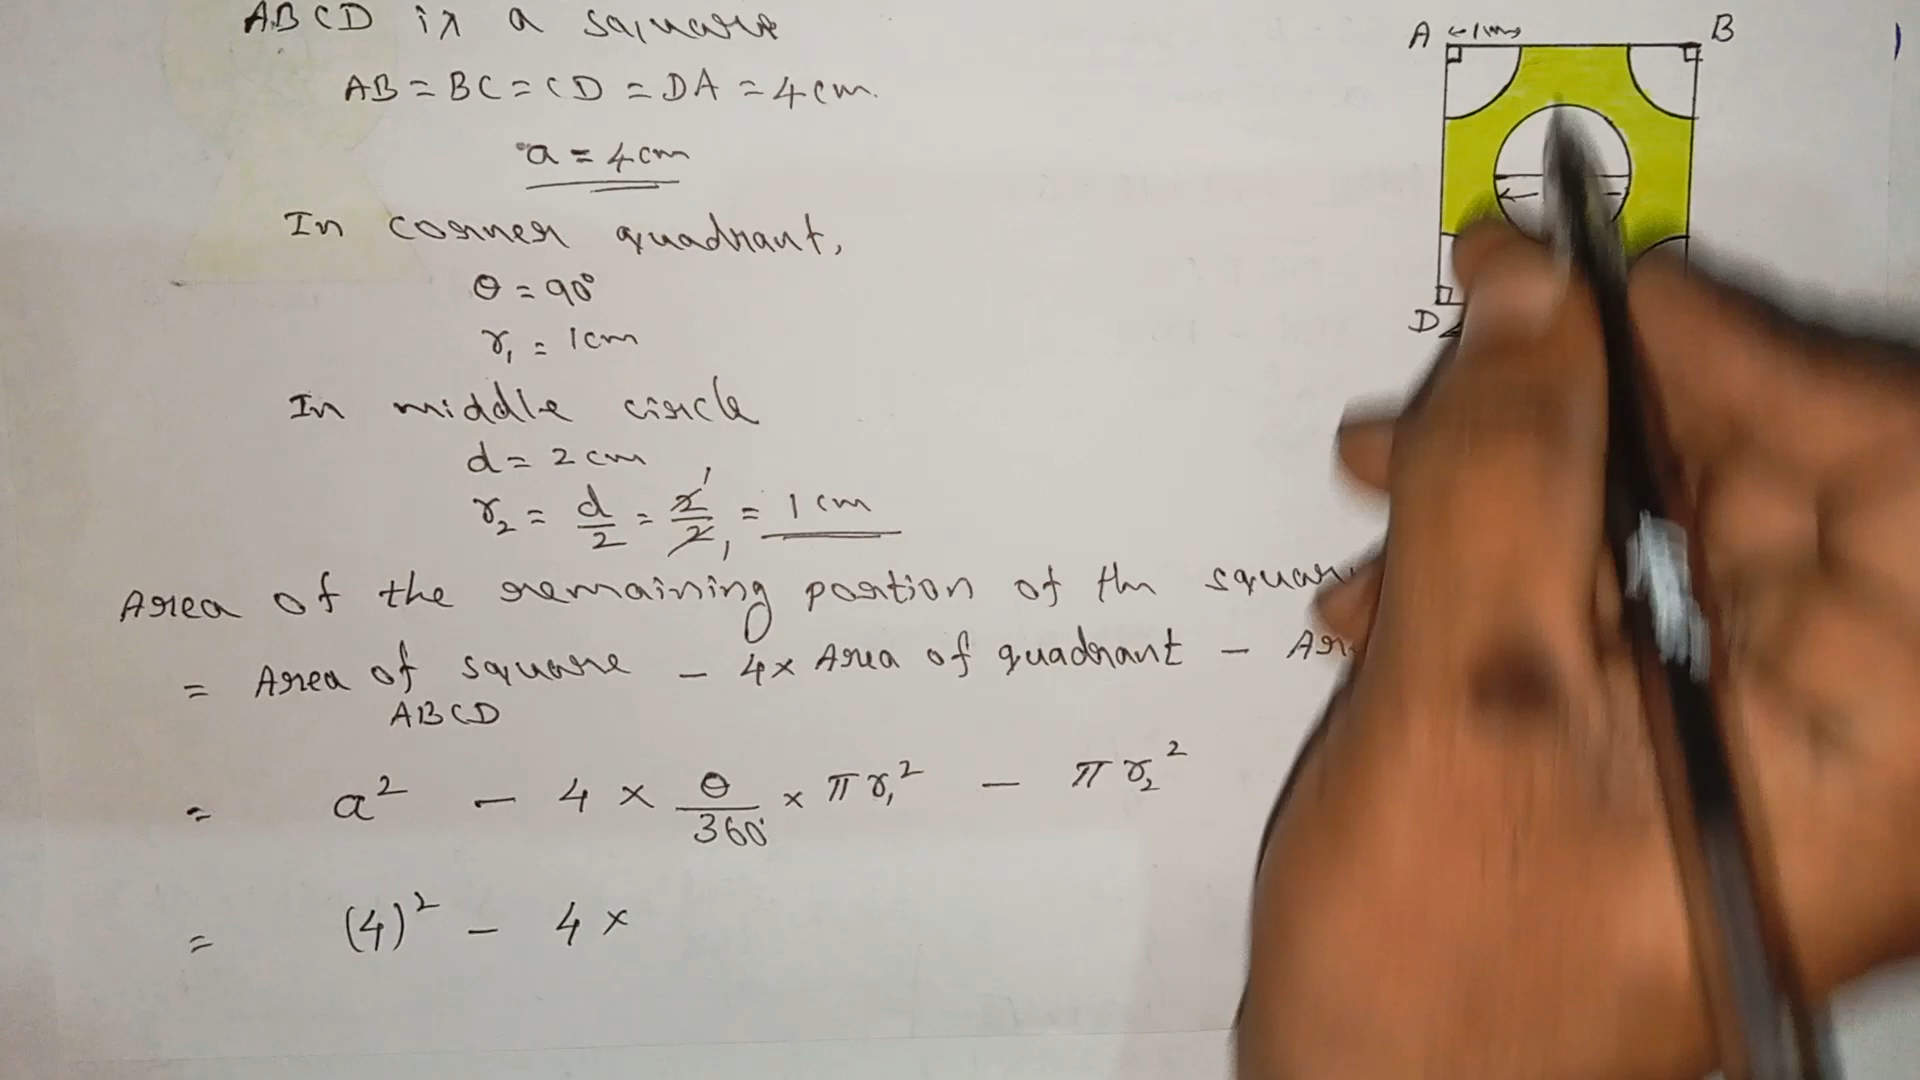 ABCD is a square
AB = BC = CD = DA = 4cm.
a = 4cm
In corner quadrant,
θ = 90°
r₁ = 1cm
In middle circle
d = 2cm
r₂ = d/2 = 2/2 = 1cm
Area of the remaining portion of the
= Area of square - 4× Area of quadrant -
ABCD
= a² - 4 × θ/360° × πr₁² - πr₂²
= (4)² - 4 ×
A 1cm B
D